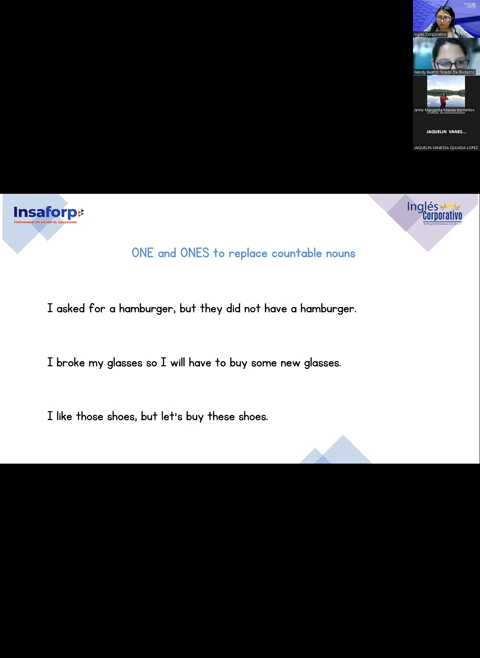 Inglés Corporativo
JAQUELIN VANES...
JAQUELIN VANESSA QUIJADA LOPEZ
Insaforp
Inglés
Corporativo
ONE and ONES to replace countable nouns
I asked for a hamburger, but they did not have a hamburger.
I broke my glasses so I will have to buy some new glasses.
I like those shoes, but let's buy these shoes.